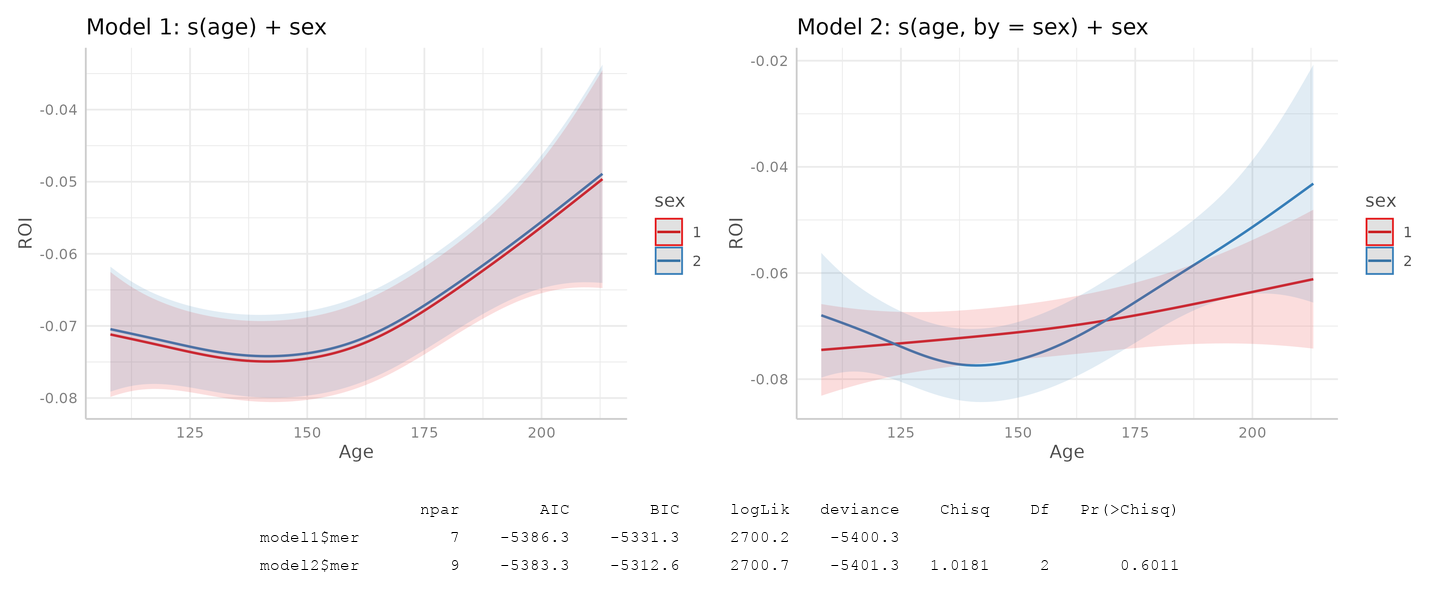 Model 1: s(age) + sex
-0.04
-0.05
-0.06
-0.07
-0.08
ROI
125 150 175 200
Age
sex
1
2
Model 2: s(age, by = sex) + sex
-0.02
-0.04
-0.06
-0.08
ROI
125 150 175 200
Age
sex
1
2
npar AIC BIC logLik deviance Chisq Df Pr(>Chisq)
model1$mer 7 -5386.3 -5331.3 2700.2 -5400.3
model2$mer 9 -5383.3 -5312.6 2700.7 -5401.3 1.0181 2 0.6011